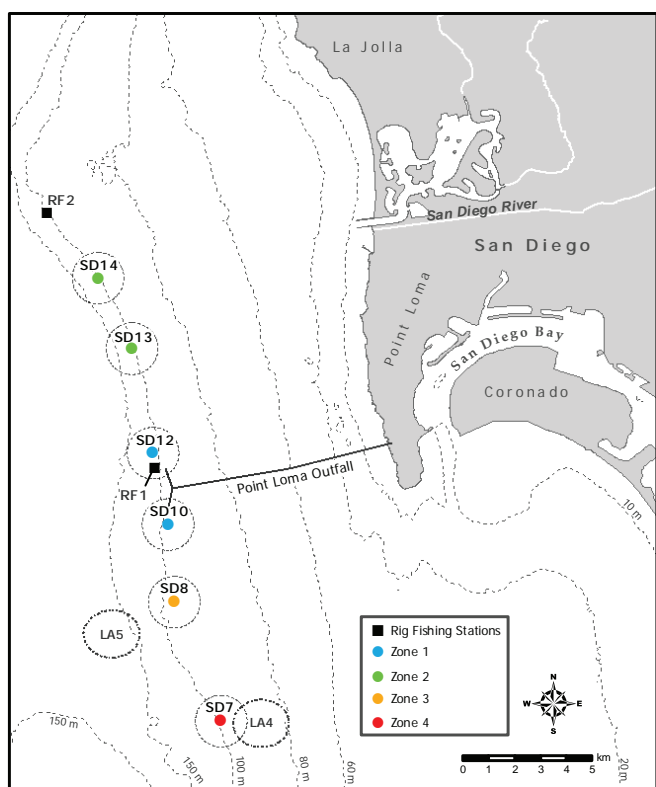 La Jolla
RF2
San Diego River
SD14
San Diego
Point Loma
SD13
San Diego Bay
Coronado
SD12
RF1
Point Loma Outfall
SD10
10 m
SD8
LA5
Rig Fishing Stations
Zone 1
Zone 2
Zone 3
Zone 4
N
W
E
S
SD7
LA4
150 m
150 m
100 m
80 m
60 m
20 m
km
0
1
2
3
4
5